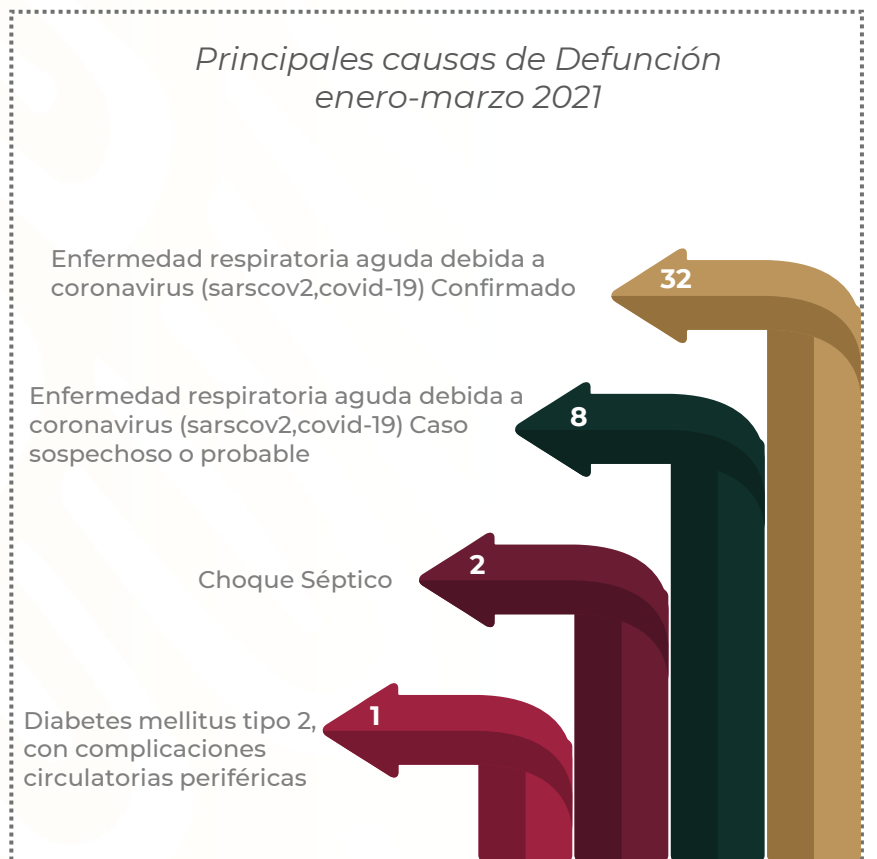 Principales causas de Defunción
enero-marzo 2021
Enfermedad respiratoria aguda debida a
coronavirus (sarscov2,covid-19) Confirmado
32
Enfermedad respiratoria aguda debida a
coronavirus (sarscov2,covid-19) Caso
sospechoso o probable
8
Choque Séptico
2
Diabetes mellitus tipo 2,
con complicaciones
circulatorias periféricas
1